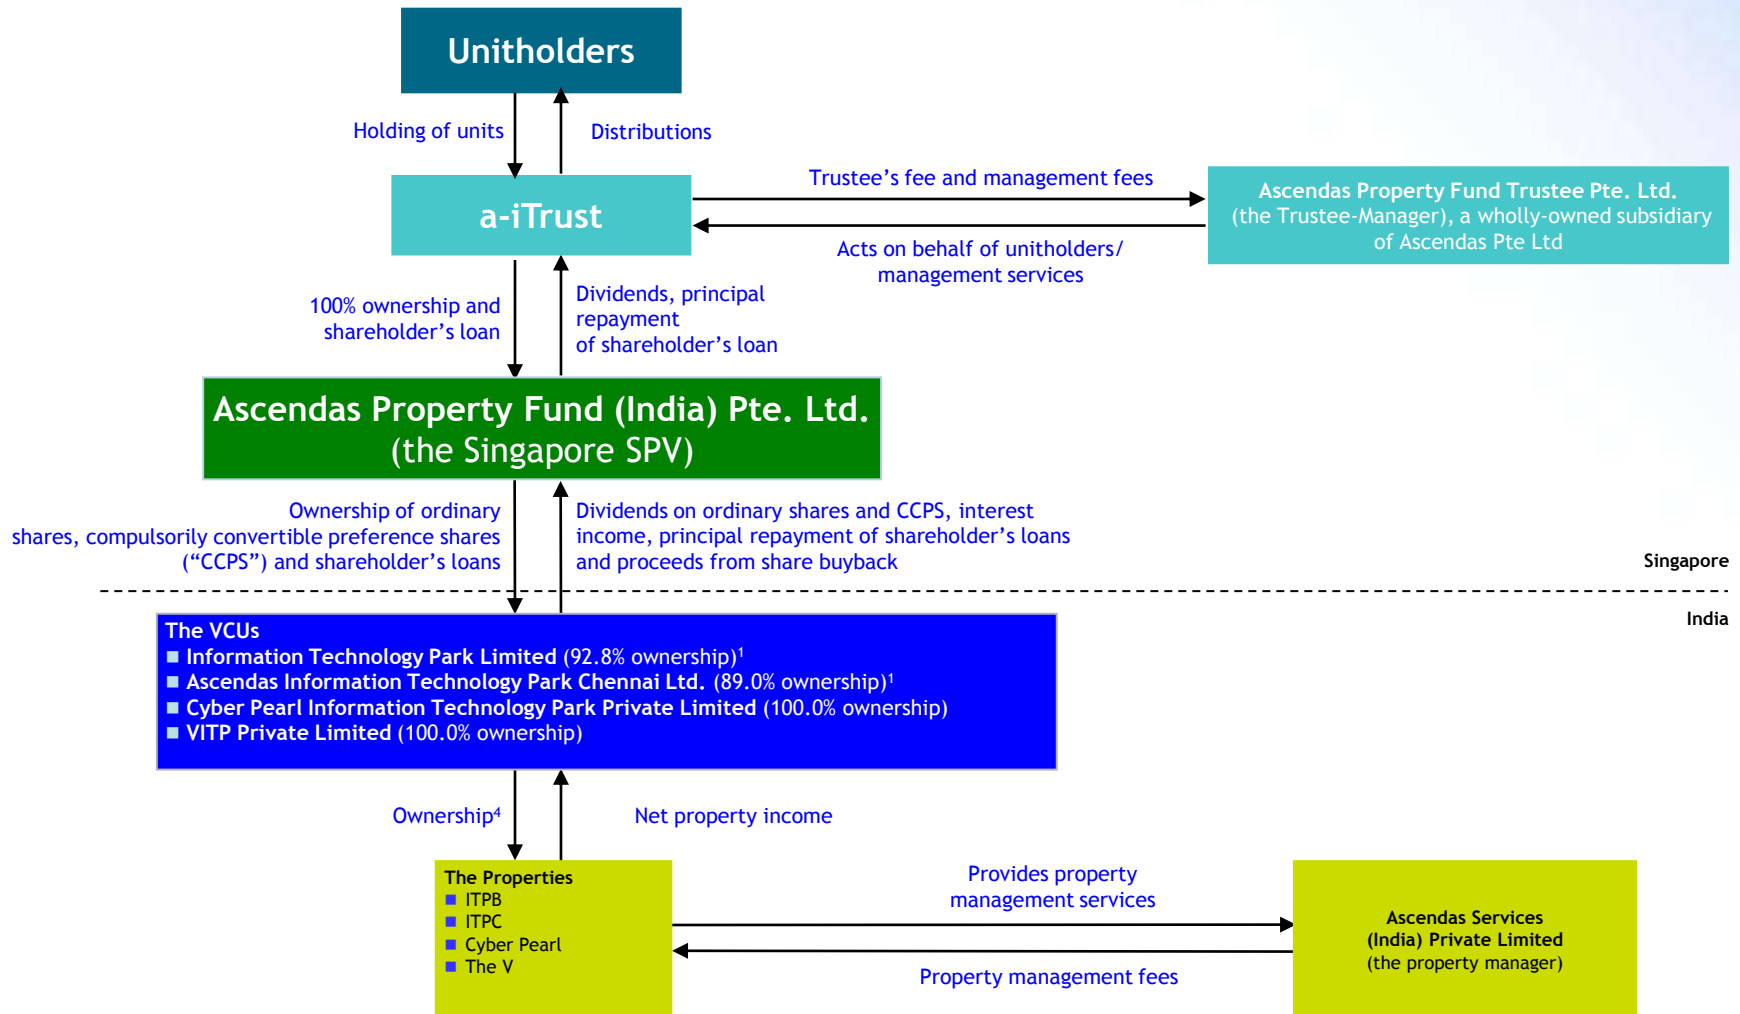 Unitholders
Holding of units
Distributions
a-iTrust
Trustee’s fee and management fees
Acts on behalf of unitholders/
management services
Ascendas Property Fund Trustee Pte. Ltd.
(the Trustee-Manager), a wholly-owned subsidiary
of Ascendas Pte Ltd
100% ownership and
shareholder’s loan
Dividends, principal
repayment
of shareholder’s loan
Ascendas Property Fund (India) Pte. Ltd.
(the Singapore SPV)
Ownership of ordinary
shares, compulsorily convertible preference shares
(“CCPS”) and shareholder’s loans
Dividends on ordinary shares and CCPS, interest
income, principal repayment of shareholder’s loans
and proceeds from share buyback
Singapore
India
The VCUs
Information Technology Park Limited (92.8% ownership)¹
Ascendas Information Technology Park Chennai Ltd. (89.0% ownership)¹
Cyber Pearl Information Technology Park Private Limited (100.0% ownership)
VITP Private Limited (100.0% ownership)
Ownership⁴
Net property income
The Properties
ITPB
ITPC
Cyber Pearl
The V
Provides property
management services
Property management fees
Ascendas Services
(India) Private Limited
(the property manager)